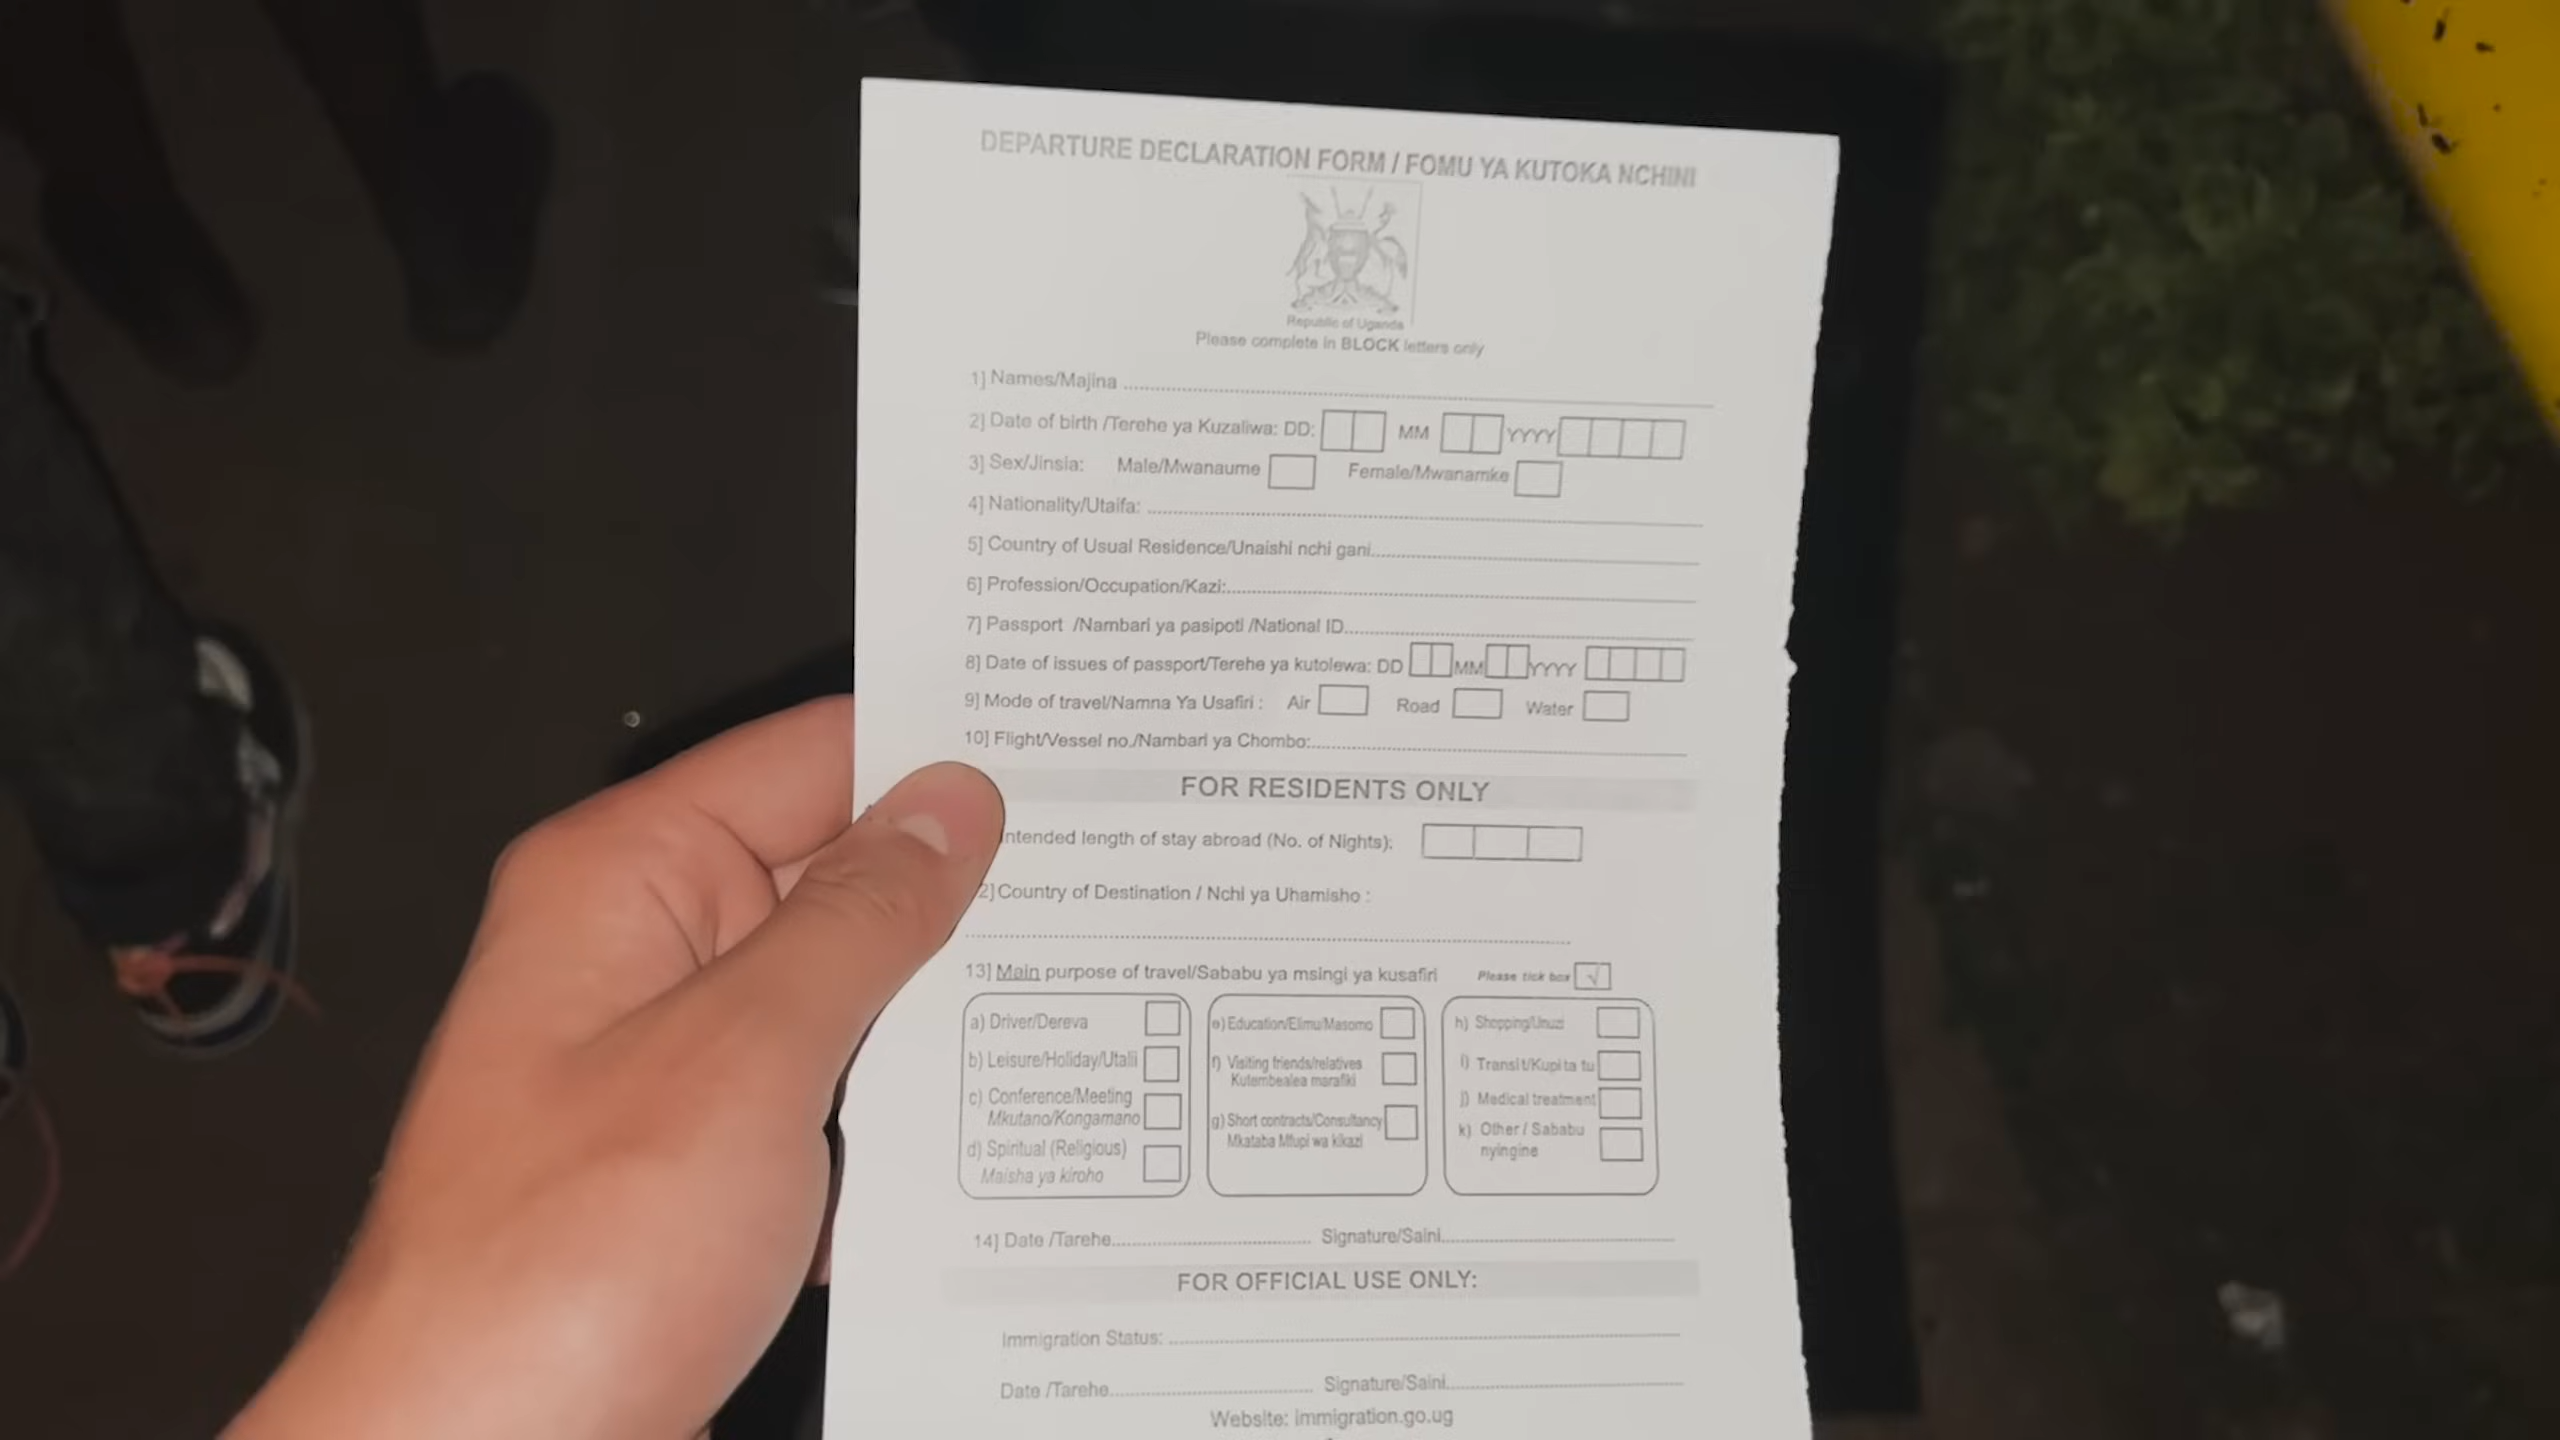 DEPARTURE DECLARATION FORM / FOMU YA KUTOKA NCHINI
Republic of Uganda
Please complete in BLOCK letters only
1] Names/Majina
2] Date of birth /Terehe ya Kuzaliwa: DD: MM YYYY
3] Sex/Jinsia: Male/Mwanaume Female/Mwanamke
4] Nationality/Utaifa:
5] Country of Usual Residence/Unaishi nchi gani
6] Profession/Occupation/Kazi:
7] Passport /Nambari ya pasipoti /National ID
8] Date of issues of passport/Terehe ya kutolewa: DD MM YYYY
9] Mode of travel/Namna Ya Usafiri : Air Road Water
10] Flight/Vessel no./Nambari ya Chombo:
FOR RESIDENTS ONLY
Intended length of stay abroad (No. of Nights):
2] Country of Destination / Nchi ya Uhamisho :
13] Main purpose of travel/Sababu ya msingi ya kusafiri Please tick box √
a) Driver/Dereva
b) Leisure/Holiday/Utalii
c) Conference/Meeting
Mkutano/Kongamano
d) Spiritual (Religious)
Maisha ya kiroho
e) Education/Elimu/Masomo
f) Visiting friends/relatives
Kutembealea marafiki
g) Short contracts/Consultancy
Mkataba Mfupi wa kikazi
h) Shopping/Unuzi
i) Transit/Kupita tu
j) Medical treatment
k) Other / Sababu
nyingine
14] Date /Tarehe Signature/Saini
FOR OFFICIAL USE ONLY:
Immigration Status:
Date /Tarehe Signature/Saini
Website: immigration.go.ug